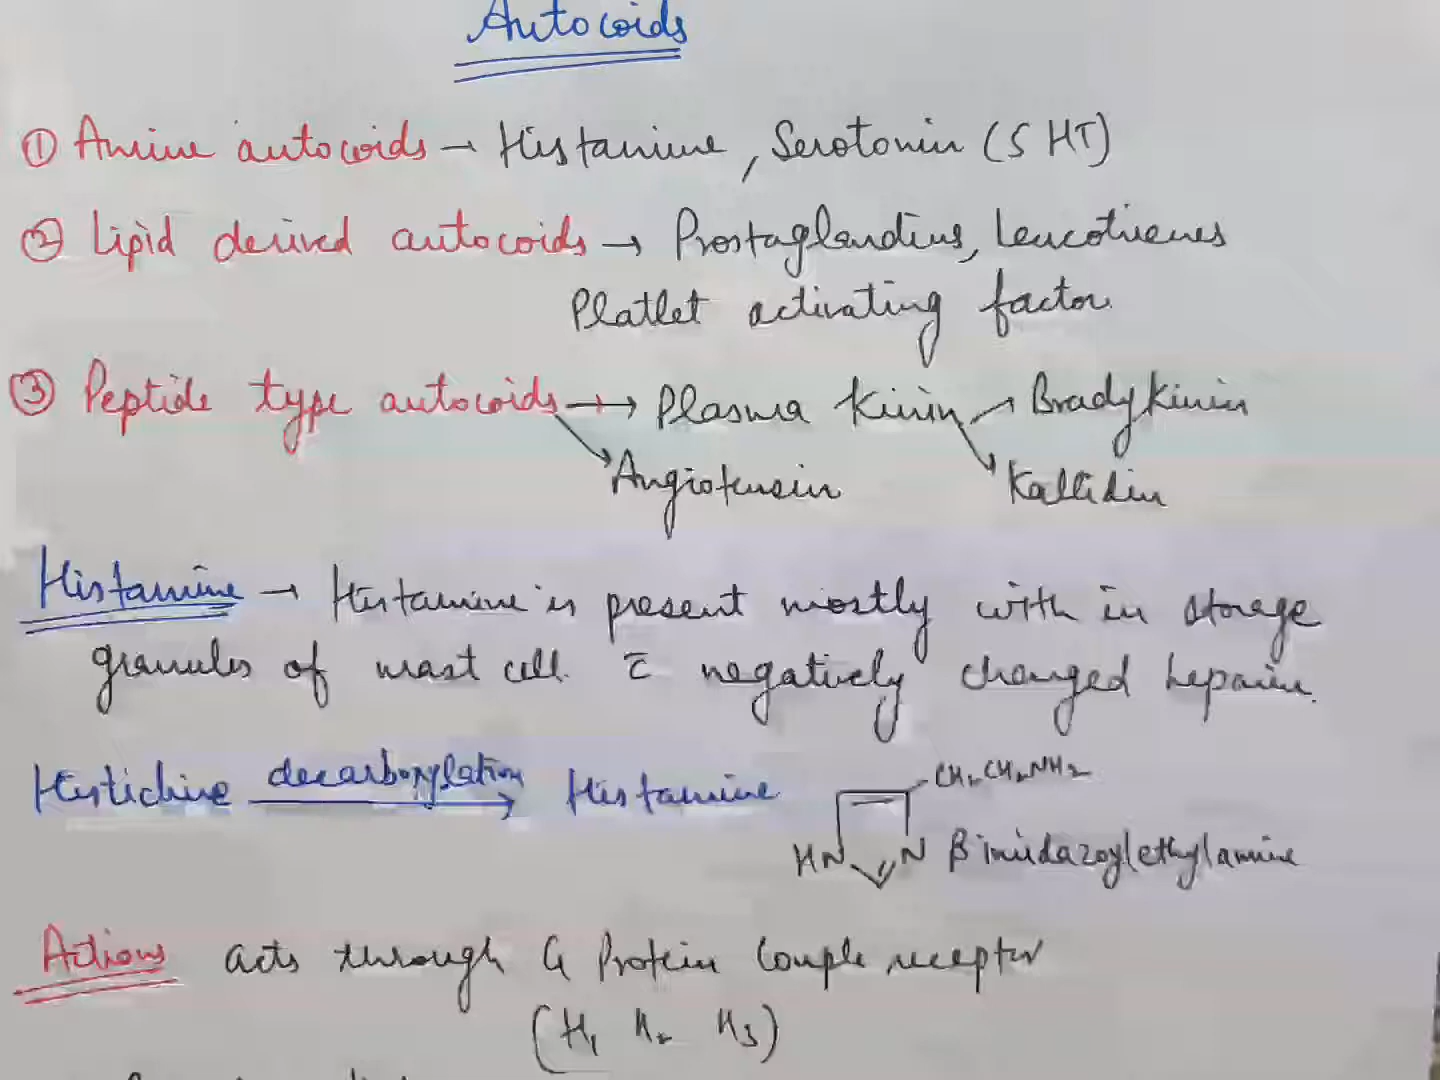 Autocoids
① Amine autocoids → Histamine, Serotonin (5 HT)
② Lipid derived autocoids → Prostaglandins, Leucotrienes
Platlet activating factor
③ Peptide type autocoids → Plasma Kinin → Bradykinin
Angiotensin Kallidin
Histamine → Histamine is present mostly with in storage
granules of mast cell c̄ negatively charged heparin.
Histidine decarboxylation Histamine
CH₂CH₂NH₂
HN N β imidazoylethylamine
Actions acts through G Protein Couple receptor
(H₁ H₂ H₃)